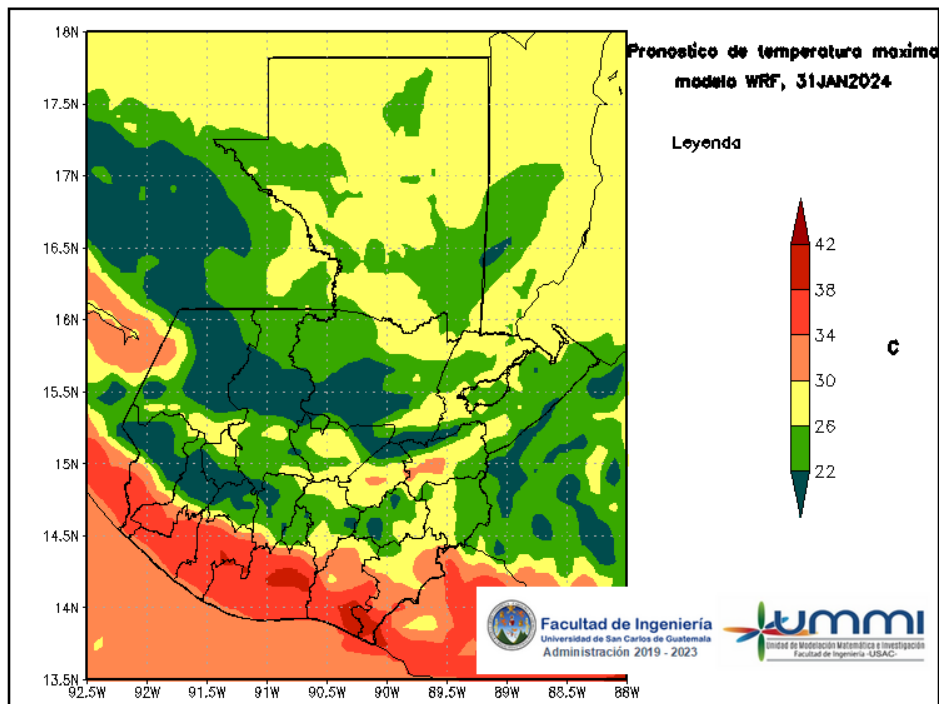 Pronostico de temperatura maxima
modelo WRF, 31JAN2024
Leyenda
18N
17.5N
17N
16.5N
16N
15.5N
15N
14.5N
14N
13.5N
92.5W
92W
91.5W
91W
90.5W
90W
89.5W
89W
88.5W
88W
42
38
34
30
26
22
C
Facultad de Ingeniería
Universidad de San Carlos de Guatemala
Administración 2019 - 2023
UMMI
Unidad de Modelación Matemática e Investigación
Facultad de Ingeniería -USAC-